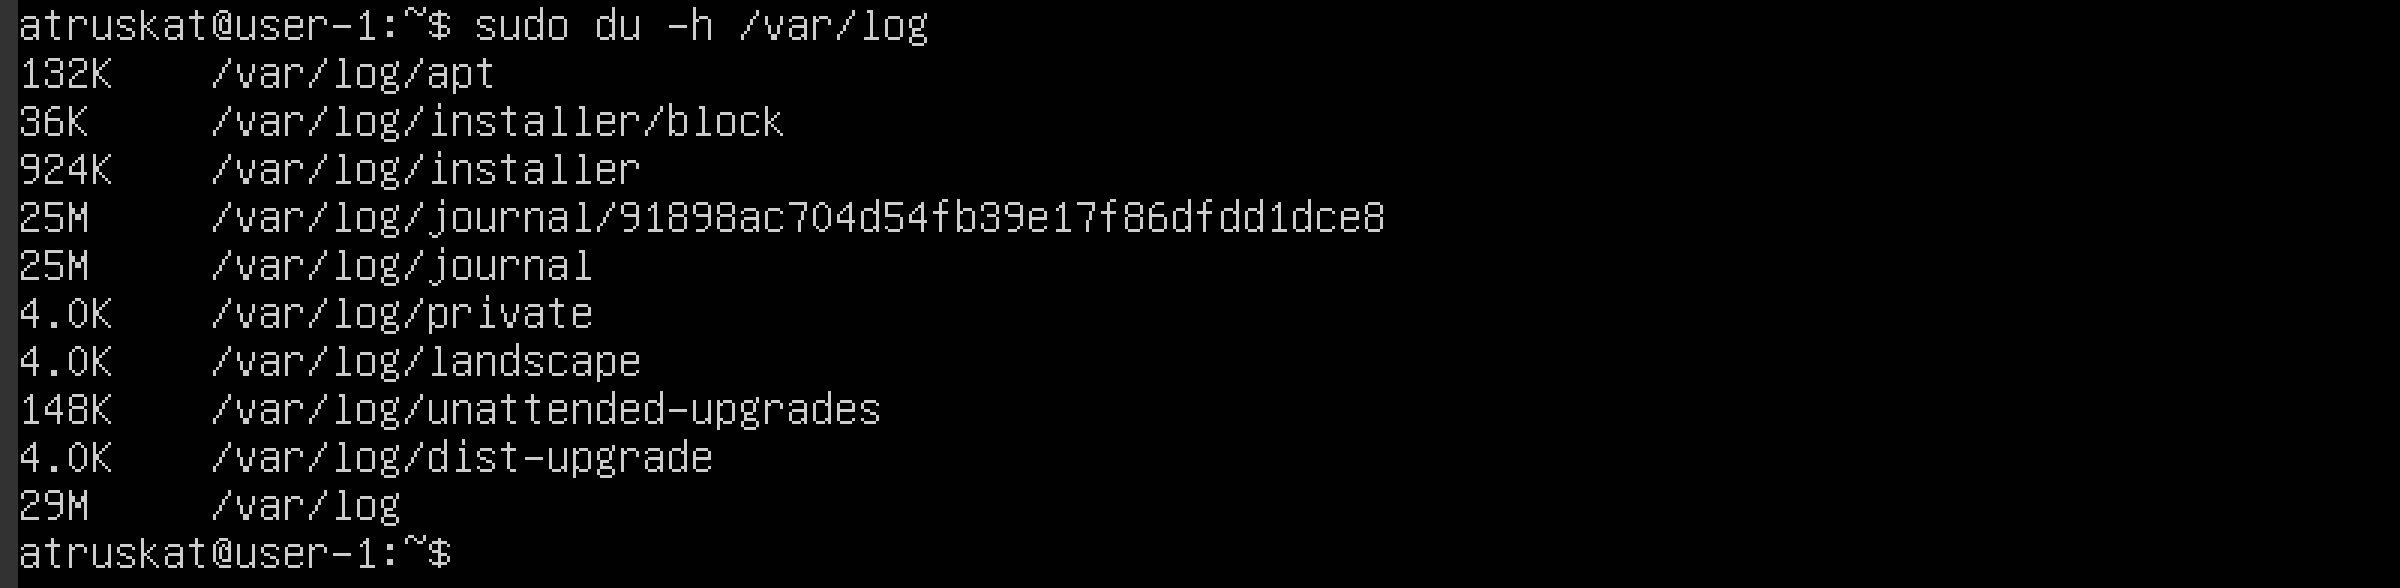 atruskat@user-1:~$ sudo du -h /var/log
132K    /var/log/apt
36K     /var/log/installer/block
924K    /var/log/installer
25M     /var/log/journal/91898ac704d54fb39e17f86dfdd1dce8
25M     /var/log/journal
4.0K    /var/log/private
4.0K    /var/log/landscape
148K    /var/log/unattended-upgrades
4.0K    /var/log/dist-upgrade
29M     /var/log
atruskat@user-1:~$